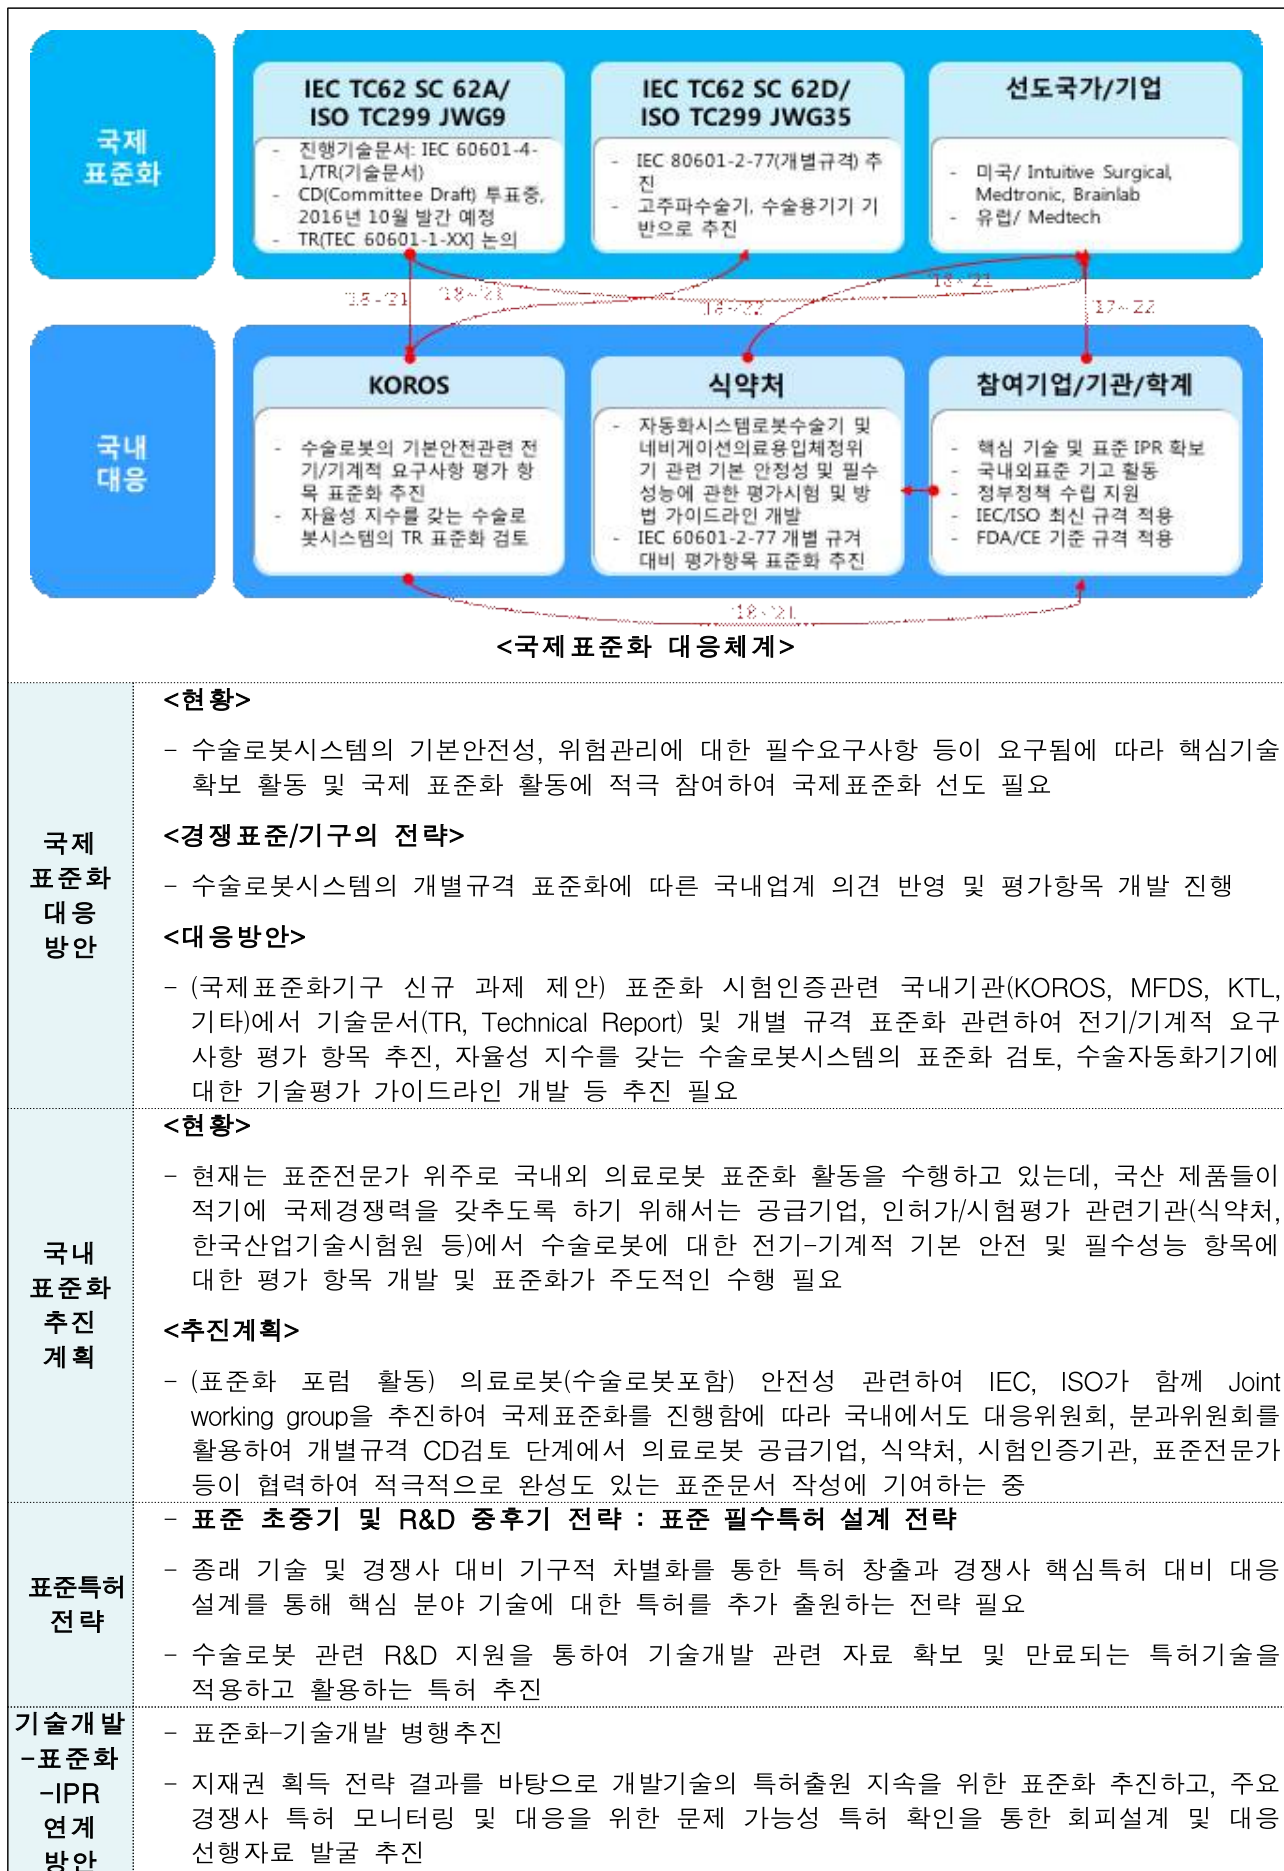 국제
표준화
IEC TC62 SC 62A/
ISO TC299 JWG9
- 진행기술문서: IEC 60601-4-
1/TR(기술문서)
- CD(Committee Draft) 투표중,
2016년 10월 발간 예정
- TR(TEC 60601-1-XX] 논의
IEC TC62 SC 62D/
ISO TC299 JWG35
- IEC 80601-2-77(개별규격) 추
진
- 고주파수술기, 수술용기기 기
반으로 추진
선도국가/기업
- 미국/ Intuitive Surgical,
Medtronic, Brainlab
- 유럽/ Medtech
'18~'21
'18~'21
'18~'22
'18~'21
'17~'22
국내
대응
KOROS
- 수술로봇의 기본안전관련 전
기/기계적 요구사항 평가 항
목 표준화 추진
- 자율성 지수를 갖는 수술로
봇시스템의 TR 표준화 검토
식약처
- 자동화시스템로봇수술기 및
네비게이션의료용입체정위
기 관련 기본 안정성 및 필수
성능에 관한 평가시험 및 방
법 가이드라인 개발
- IEC 60601-2-77 개별 규겨
대비 평가항목 표준화 추진
참여기업/기관/학계
- 핵심 기술 및 표준 IPR 확보
- 국내외표준 기고 활동
- 정부정책 수립 지원
- IEC/ISO 최신 규격 적용
- FDA/CE 기준 규격 적용
'18~'21
<국제표준화 대응체계>
국제
표준화
대응
방안
<현황>
- 수술로봇시스템의 기본안전성, 위험관리에 대한 필수요구사항 등이 요구됨에 따라 핵심기술
확보 활동 및 국제 표준화 활동에 적극 참여하여 국제표준화 선도 필요
<경쟁표준/기구의 전략>
- 수술로봇시스템의 개별규격 표준화에 따른 국내업계 의견 반영 및 평가항목 개발 진행
<대응방안>
- (국제표준화기구 신규 과제 제안) 표준화 시험인증관련 국내기관(KOROS, MFDS, KTL,
기타)에서 기술문서(TR, Technical Report) 및 개별 규격 표준화 관련하여 전기/기계적 요구
사항 평가 항목 추진, 자율성 지수를 갖는 수술로봇시스템의 표준화 검토, 수술자동화기기에
대한 기술평가 가이드라인 개발 등 추진 필요
국내
표준화
추진
계획
<현황>
- 현재는 표준전문가 위주로 국내외 의료로봇 표준화 활동을 수행하고 있는데, 국산 제품들이
적기에 국제경쟁력을 갖추도록 하기 위해서는 공급기업, 인허가/시험평가 관련기관(식약처,
한국산업기술시험원 등)에서 수술로봇에 대한 전기-기계적 기본 안전 및 필수성능 항목에
대한 평가 항목 개발 및 표준화가 주도적인 수행 필요
<추진계획>
- (표준화 포럼 활동) 의료로봇(수술로봇포함) 안전성 관련하여 IEC, ISO가 함께 Joint
working group을 추진하여 국제표준화를 진행함에 따라 국내에서도 대응위원회, 분과위원회를
활용하여 개별규격 CD검토 단계에서 의료로봇 공급기업, 식약처, 시험인증기관, 표준전문가
등이 협력하여 적극적으로 완성도 있는 표준문서 작성에 기여하는 중
표준특허
전략
- 표준 초중기 및 R&D 중후기 전략 : 표준 필수특허 설계 전략
- 종래 기술 및 경쟁사 대비 기구적 차별화를 통한 특허 창출과 경쟁사 핵심특허 대비 대응
설계를 통해 핵심 분야 기술에 대한 특허를 추가 출원하는 전략 필요
- 수술로봇 관련 R&D 지원을 통하여 기술개발 관련 자료 확보 및 만료되는 특허기술을
적용하고 활용하는 특허 추진
기술개발
-표준화
-IPR
연계
방안
- 표준화-기술개발 병행추진
- 지재권 획득 전략 결과를 바탕으로 개발기술의 특허출원 지속을 위한 표준화 추진하고, 주요
경쟁사 특허 모니터링 및 대응을 위한 문제 가능성 특허 확인을 통한 회피설계 및 대응
선행자료 발굴 추진